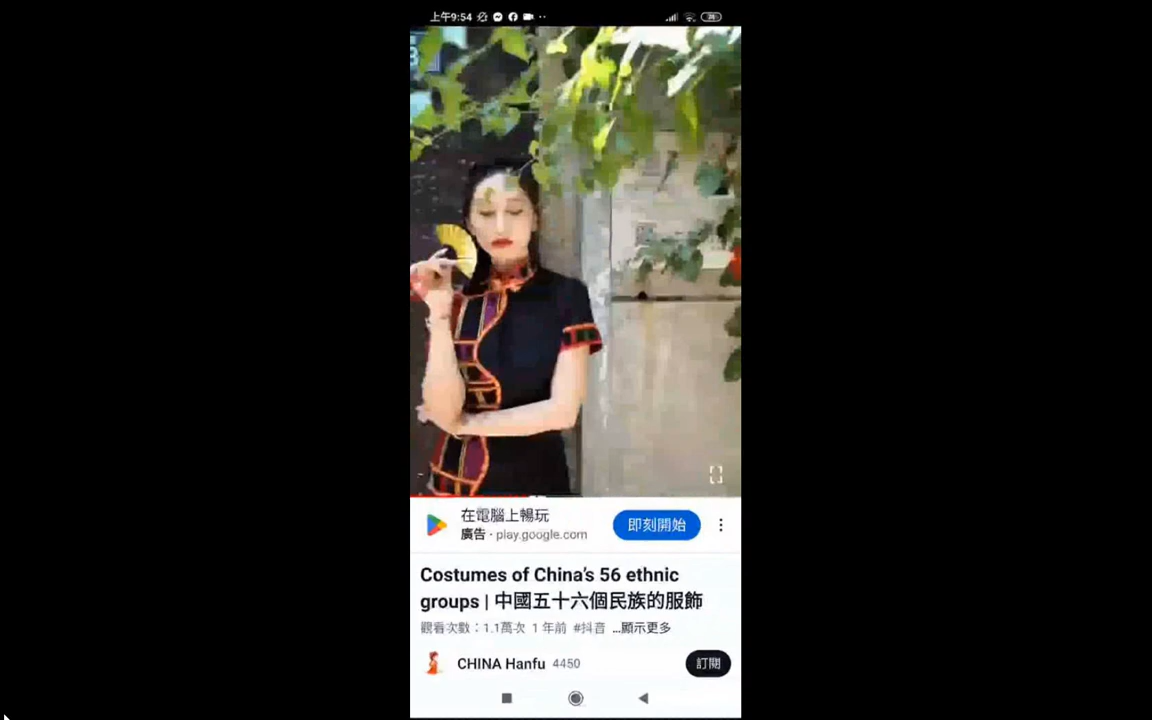 上午9:54
在電腦上暢玩
廣告 · play.google.com
即刻開始
Costumes of China's 56 ethnic
groups | 中國五十六個民族的服飾
觀看次數：1.1萬次 1 年前 #抖音 ...顯示更多
CHINA Hanfu 4450
訂閱